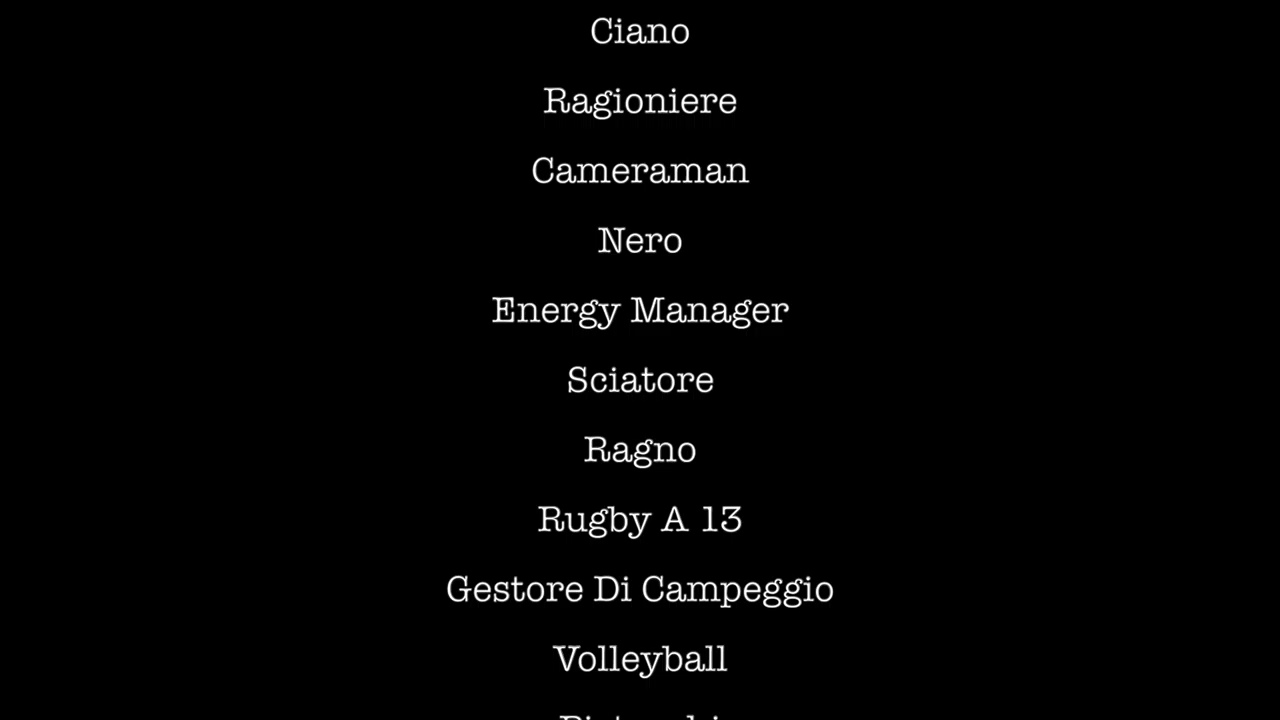 Ciano
Ragioniere
Cameraman
Nero
Energy Manager
Sciatore
Ragno
Rugby A 13
Gestore Di Campeggio
Volleyball